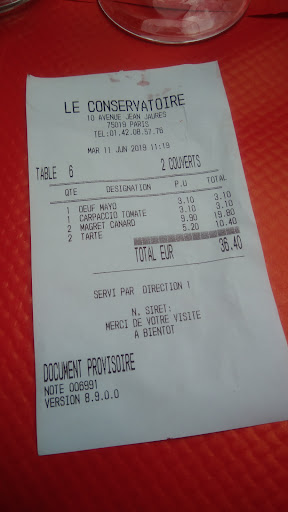 LE CONSERVATOIRE
10 AVENUE JEAN JAURES
75019 PARIS
TEL:01.42.08.57.76
MAR 11 JUN 2019 11:19
TABLE 6 2 COUVERTS
QTE DESIGNATION P.U TOTAL
1 OEUF MAYO 3.10 3.10
1 CARPACCIO TOMATE 3.10 3.10
2 MAGRET CANARD 9.90 19.80
2 TARTE 5.20 10.40
TOTAL EUR 36.40
SERVI PAR DIRECTION !
N. SIRET:
MERCI DE VOTRE VISITE
A BIENTOT
DOCUMENT PROVISOIRE
NOTE 006991
VERSION 8.9.0.0